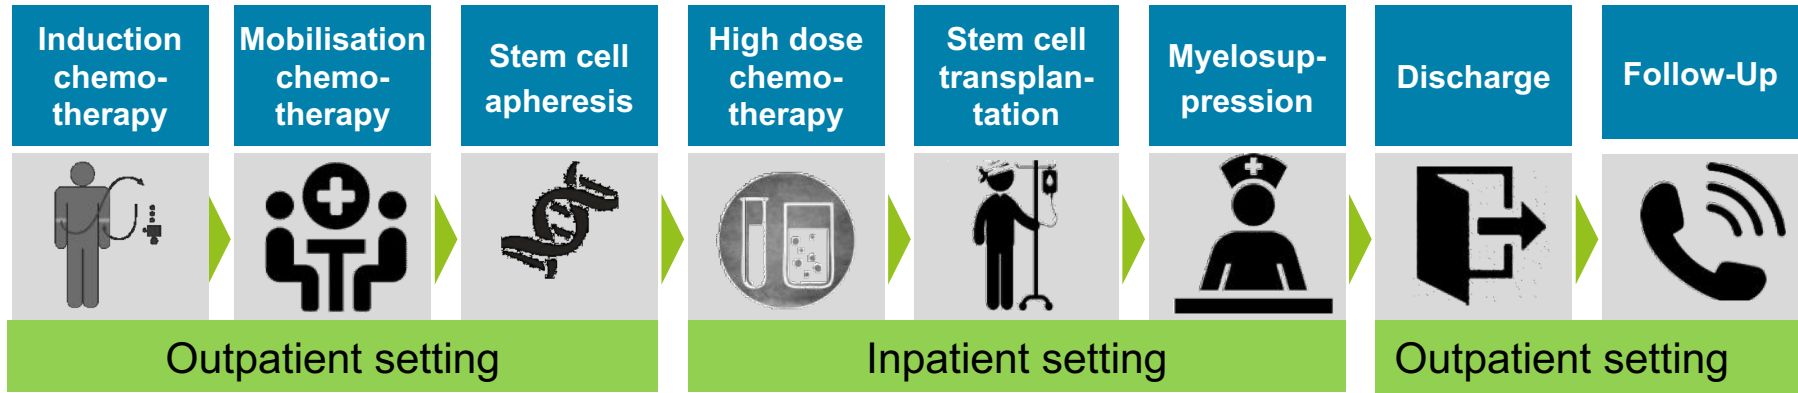 Induction
chemo-
therapy
Mobilisation
chemo-
therapy
Stem cell
apheresis
High dose
chemo-
therapy
Stem cell
transplan-
tation
Myelosup-
pression
Discharge
Follow-Up
Outpatient setting
Inpatient setting
Outpatient setting